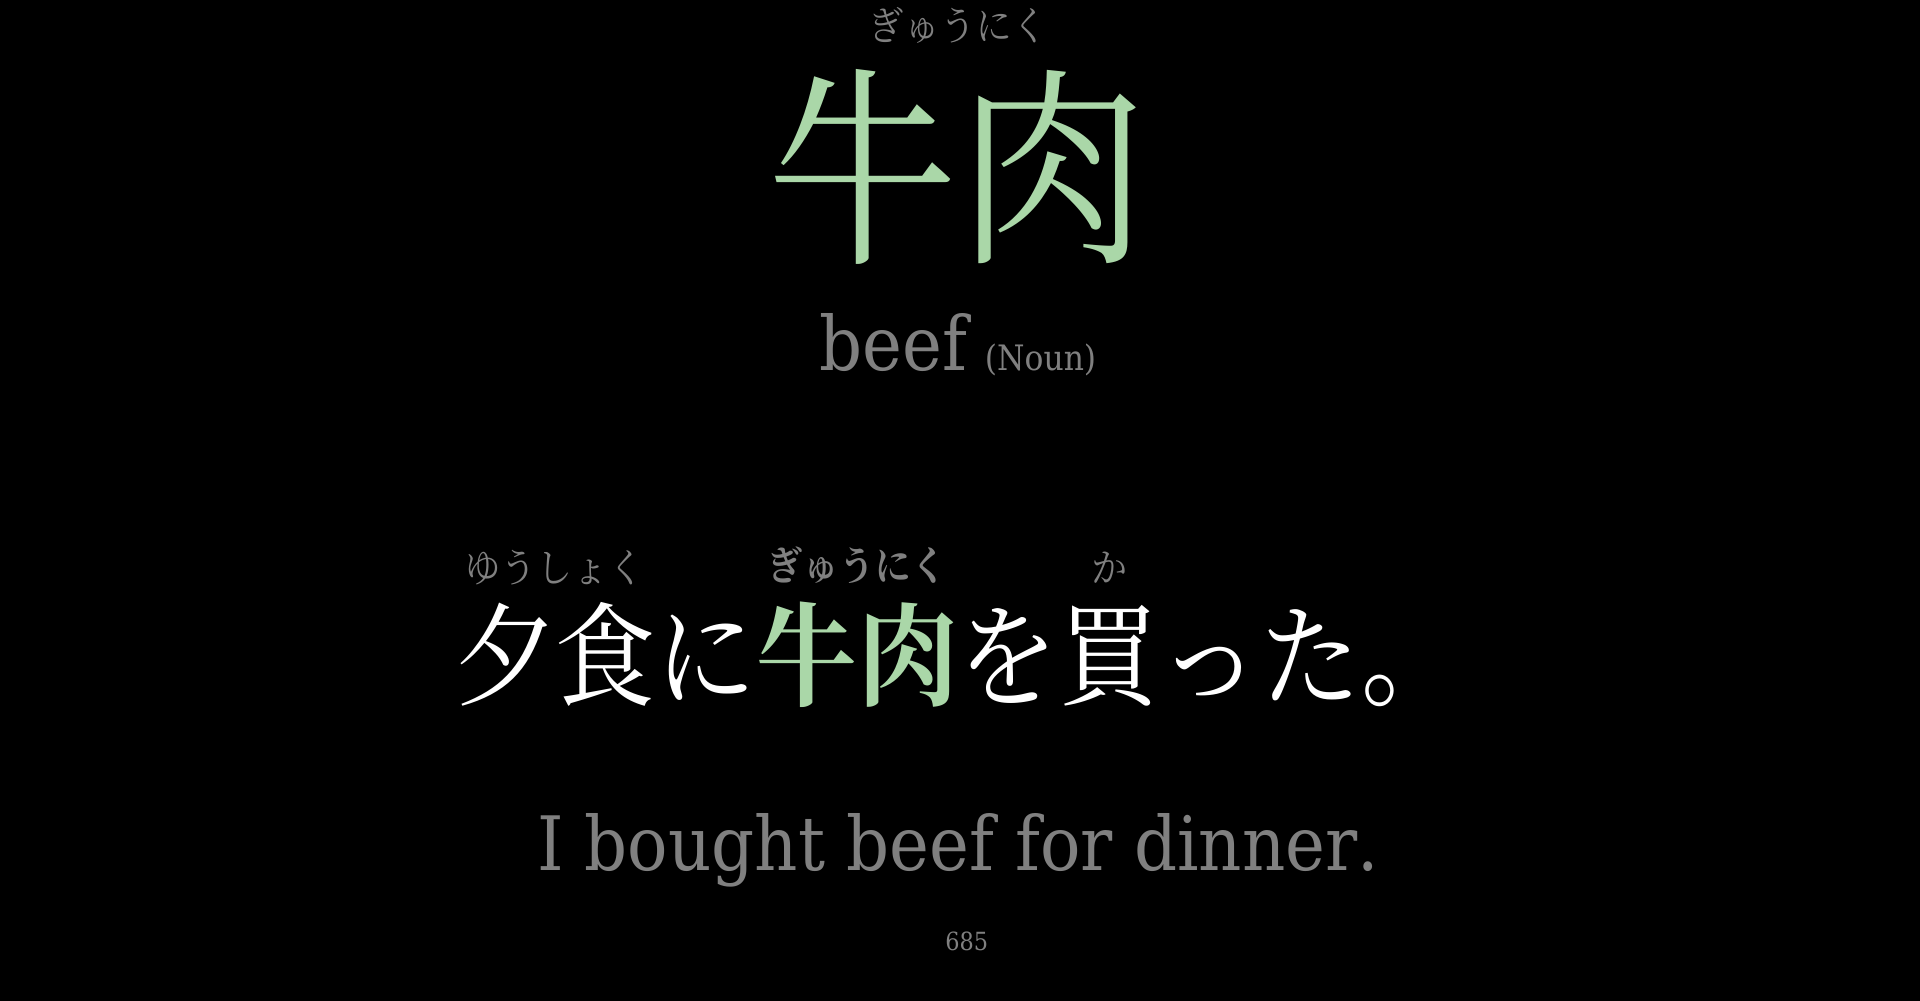 ぎゅうにく
牛肉
beef (Noun)
ゆうしょく ぎゅうにく か
夕食に牛肉を買った。
I bought beef for dinner.
685